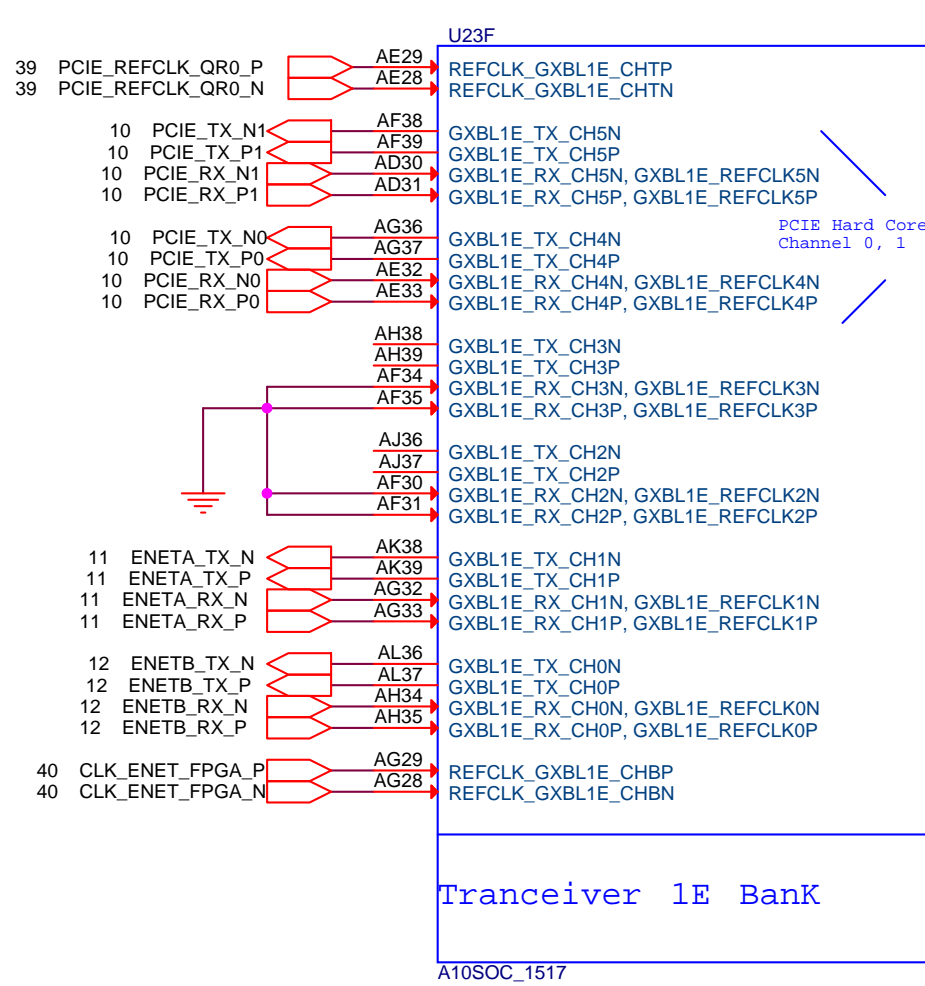 U23F
39 PCIE_REFCLK_QR0_P AE29 REFCLK_GXBL1E_CHTP
39 PCIE_REFCLK_QR0_N AE28 REFCLK_GXBL1E_CHTN
10 PCIE_TX_N1 AF38 GXBL1E_TX_CH5N
10 PCIE_TX_P1 AF39 GXBL1E_TX_CH5P
10 PCIE_RX_N1 AD30 GXBL1E_RX_CH5N, GXBL1E_REFCLK5N
10 PCIE_RX_P1 AD31 GXBL1E_RX_CH5P, GXBL1E_REFCLK5P
PCIE Hard Core
Channel 0, 1
10 PCIE_TX_N0 AG36 GXBL1E_TX_CH4N
10 PCIE_TX_P0 AG37 GXBL1E_TX_CH4P
10 PCIE_RX_N0 AE32 GXBL1E_RX_CH4N, GXBL1E_REFCLK4N
10 PCIE_RX_P0 AE33 GXBL1E_RX_CH4P, GXBL1E_REFCLK4P
AH38 GXBL1E_TX_CH3N
AH39 GXBL1E_TX_CH3P
AF34 GXBL1E_RX_CH3N, GXBL1E_REFCLK3N
AF35 GXBL1E_RX_CH3P, GXBL1E_REFCLK3P
AJ36 GXBL1E_TX_CH2N
AJ37 GXBL1E_TX_CH2P
AF30 GXBL1E_RX_CH2N, GXBL1E_REFCLK2N
AF31 GXBL1E_RX_CH2P, GXBL1E_REFCLK2P
11 ENETA_TX_N AK38 GXBL1E_TX_CH1N
11 ENETA_TX_P AK39 GXBL1E_TX_CH1P
11 ENETA_RX_N AG32 GXBL1E_RX_CH1N, GXBL1E_REFCLK1N
11 ENETA_RX_P AG33 GXBL1E_RX_CH1P, GXBL1E_REFCLK1P
12 ENETB_TX_N AL36 GXBL1E_TX_CH0N
12 ENETB_TX_P AL37 GXBL1E_TX_CH0P
12 ENETB_RX_N AH34 GXBL1E_RX_CH0N, GXBL1E_REFCLK0N
12 ENETB_RX_P AH35 GXBL1E_RX_CH0P, GXBL1E_REFCLK0P
40 CLK_ENET_FPGA_P AG29 REFCLK_GXBL1E_CHBP
40 CLK_ENET_FPGA_N AG28 REFCLK_GXBL1E_CHBN
Tranceiver 1E BanK
A10SOC_1517